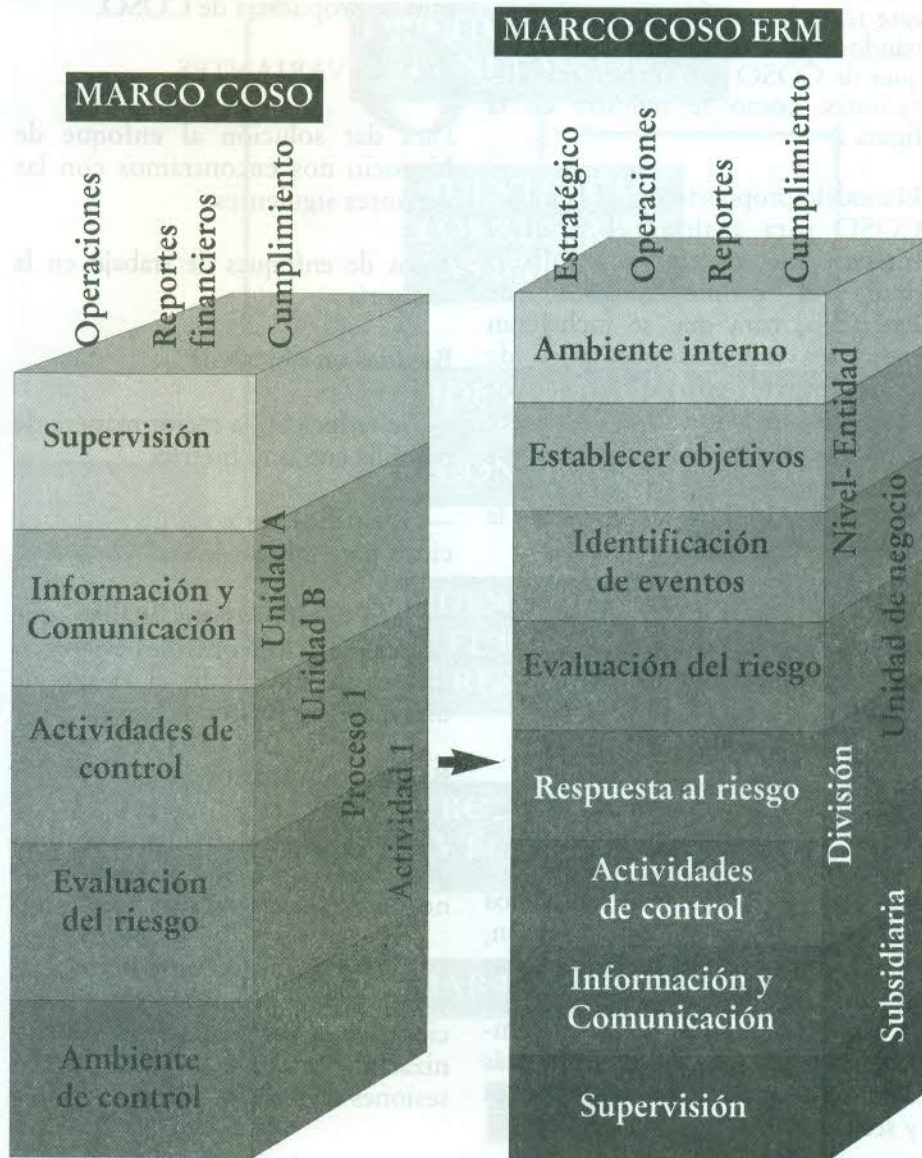 MARCO COSO
Operaciones
Reportes
financieros
Cumplimiento
Supervisión
Información y
Comunicación
Actividades de
control
Evaluación
del riesgo
Ambiente
de control
Unidad A
Unidad B
Proceso 1
Actividad 1
MARCO COSO ERM
Estratégico
Operaciones
Reportes
Cumplimiento
Ambiente interno
Establecer objetivos
Identificación
de eventos
Evaluación del riesgo
Respuesta al riesgo
Actividades
de control
Información y
Comunicación
Supervisión
Nivel- Entidad
Unidad de negocio
División
Subsidiaria